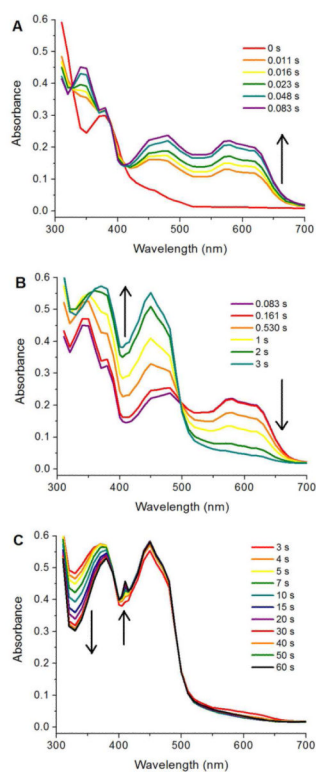 A
0.6
0.5
0.4
0.3
0.2
0.1
0.0
Absorbance
0 s
0.011 s
0.016 s
0.023 s
0.048 s
0.083 s
300 400 500 600 700
Wavelength (nm)
B
0.6
0.5
0.4
0.3
0.2
0.1
0.0
Absorbance
0.083 s
0.161 s
0.530 s
1 s
2 s
3 s
300 400 500 600 700
Wavelength (nm)
C
0.6
0.5
0.4
0.3
0.2
0.1
0.0
Absorbance
3 s
4 s
5 s
7 s
10 s
15 s
20 s
30 s
40 s
50 s
60 s
300 400 500 600 700
Wavelength (nm)